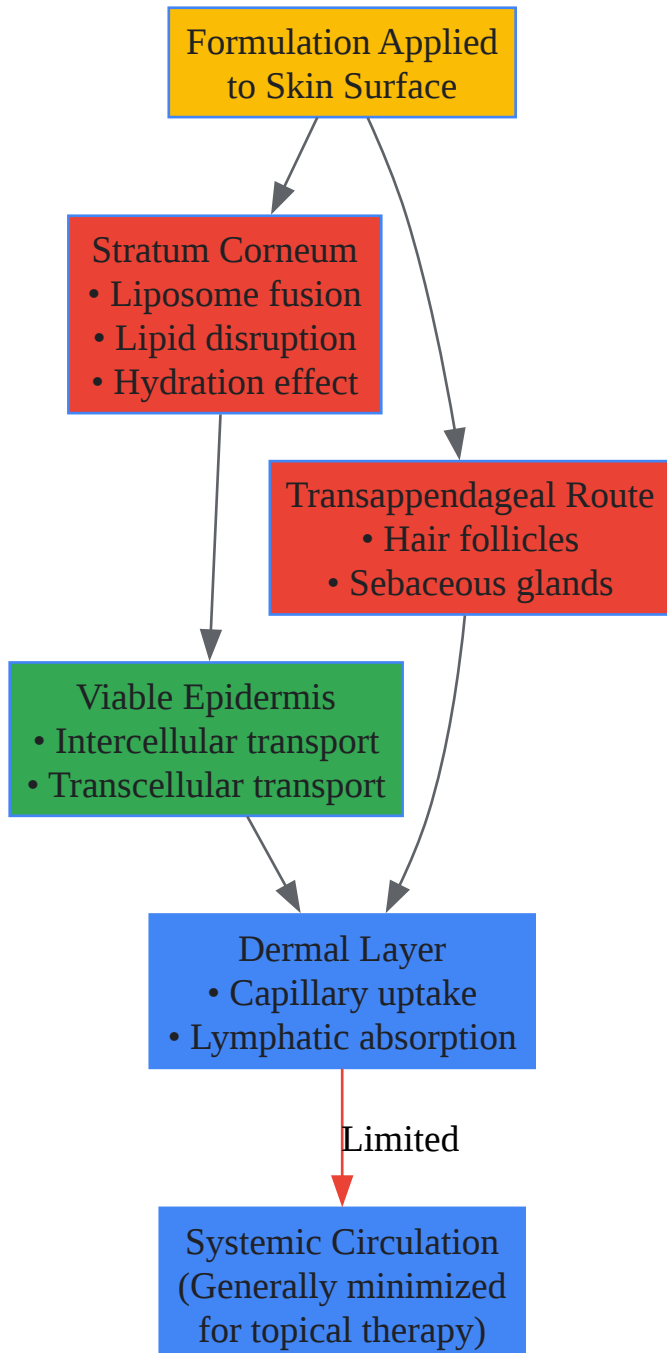 Formulation Applied
to Skin Surface
Stratum Corneum
• Liposome fusion
• Lipid disruption
• Hydration effect
Transappendageal Route
• Hair follicles
• Sebaceous glands
Viable Epidermis
• Intercellular transport
• Transcellular transport
Dermal Layer
• Capillary uptake
• Lymphatic absorption
Limited
Systemic Circulation
(Generally minimized
for topical therapy)